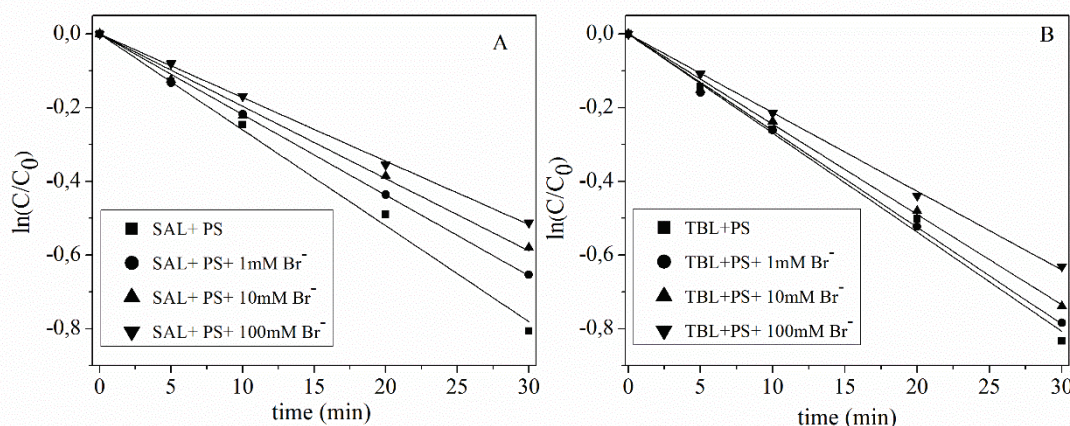 A
0,0
-0,2
-0,4
-0,6
-0,8
ln(C/C0)
SAL+ PS
SAL+ PS+ 1mM Br⁻
SAL+ PS+ 10mM Br⁻
SAL+ PS+ 100mM Br⁻
0 5 10 15 20 25 30
time (min)
B
0,0
-0,2
-0,4
-0,6
-0,8
ln(C/C0)
TBL+PS
TBL+PS+ 1mM Br⁻
TBL+PS+ 10mM Br⁻
TBL+PS+ 100mM Br⁻
0 5 10 15 20 25 30
time (min)